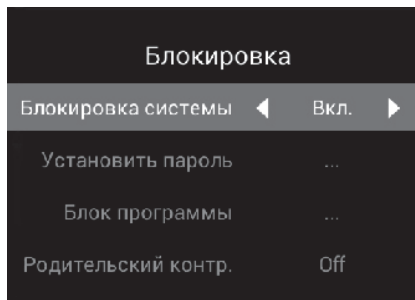 Блокировка
Блокировка системы Вкл.
Установить пароль ...
Блок программы ...
Родительский контр. Off